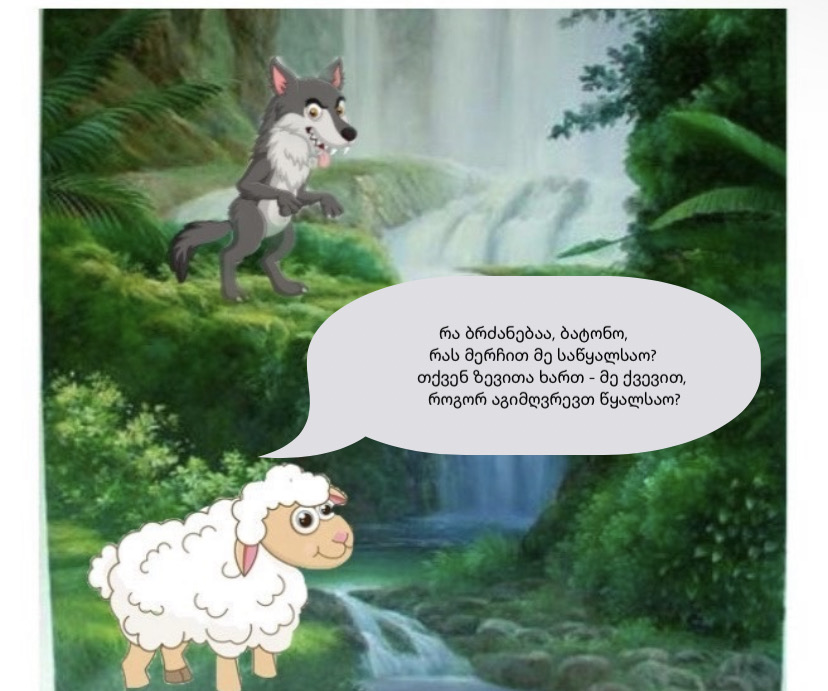 რა ბრძანებაა, ბატონო,
რას მერჩით მე საწყალსაო?
თქვენ ზევითა ხართ - მე ქვევით,
როგორ აგიმღვრევთ წყალსაო?